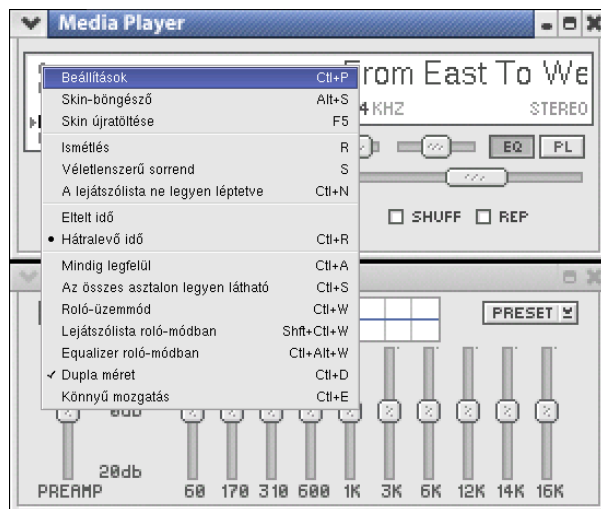 Media Player
From East To We
4 KHZ STEREO
EQ PL
SHUFF REP
Beállítások Ctl+P
Skin-böngésző Alt+S
Skin újratöltése F5
Ismétlés R
Véletlenszerű sorrend S
A lejátszólista ne legyen léptetve Ctl+N
Eltelt idő
Hátralevő idő Ctl+R
Mindig legfelül Ctl+A
Az összes asztalon legyen látható Ctl+S
Roló-üzemmód Ctl+W
Lejátszólista roló-módban Shft+Ctl+W
Equalizer roló-módban Ctl+Alt+W
Dupla méret Ctl+D
Könnyű mozgatás Ctl+E
PRESET
0db
20db
PREAMP 60 170 310 600 1K 3K 6K 12K 14K 16K